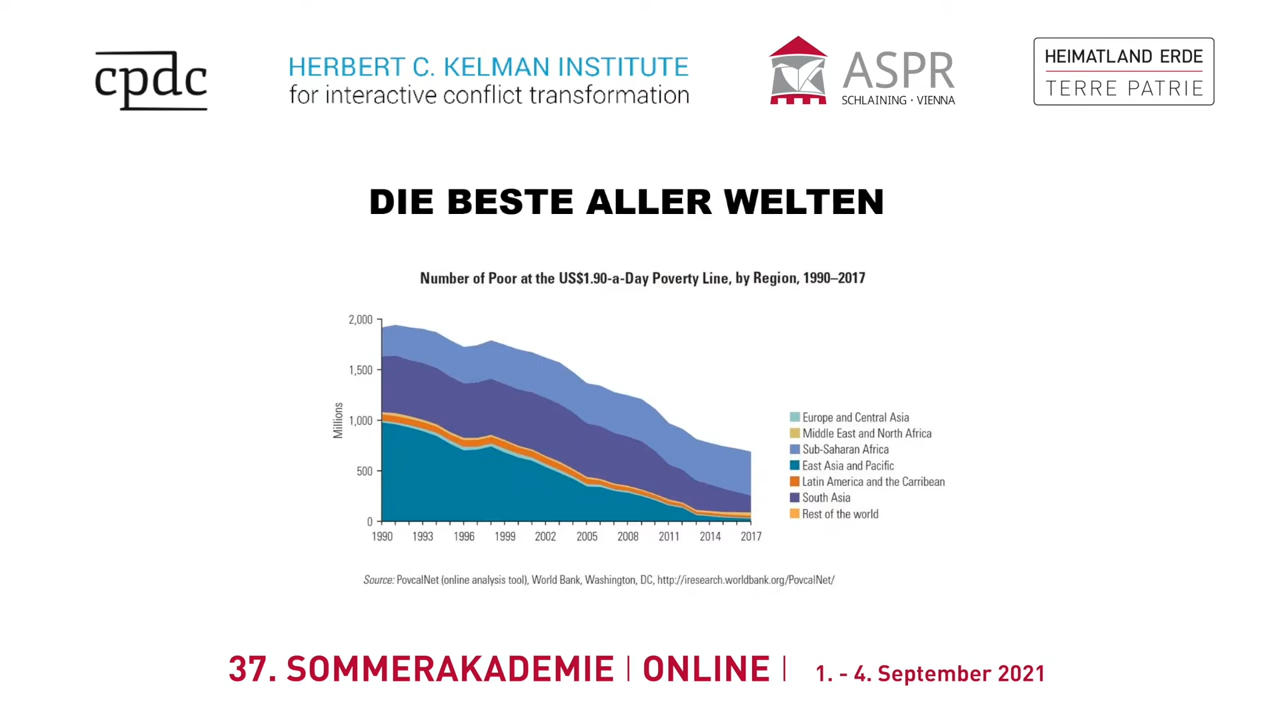 cpdc
HERBERT C. KELMAN INSTITUTE
for interactive conflict transformation
ASPR
SCHLAINING · VIENNA
HEIMATLAND ERDE
TERRE PATRIE
DIE BESTE ALLER WELTEN
Number of Poor at the US$1.90-a-Day Poverty Line, by Region, 1990–2017
Millions
2,000
1,500
1,000
500
0
1990 1993 1996 1999 2002 2005 2008 2011 2014 2017
Europe and Central Asia
Middle East and North Africa
Sub-Saharan Africa
East Asia and Pacific
Latin America and the Carribean
South Asia
Rest of the world
Source: PovcalNet (online analysis tool), World Bank, Washington, DC, http://iresearch.worldbank.org/PovcalNet/
37. SOMMERAKADEMIE | ONLINE | 1. - 4. September 2021